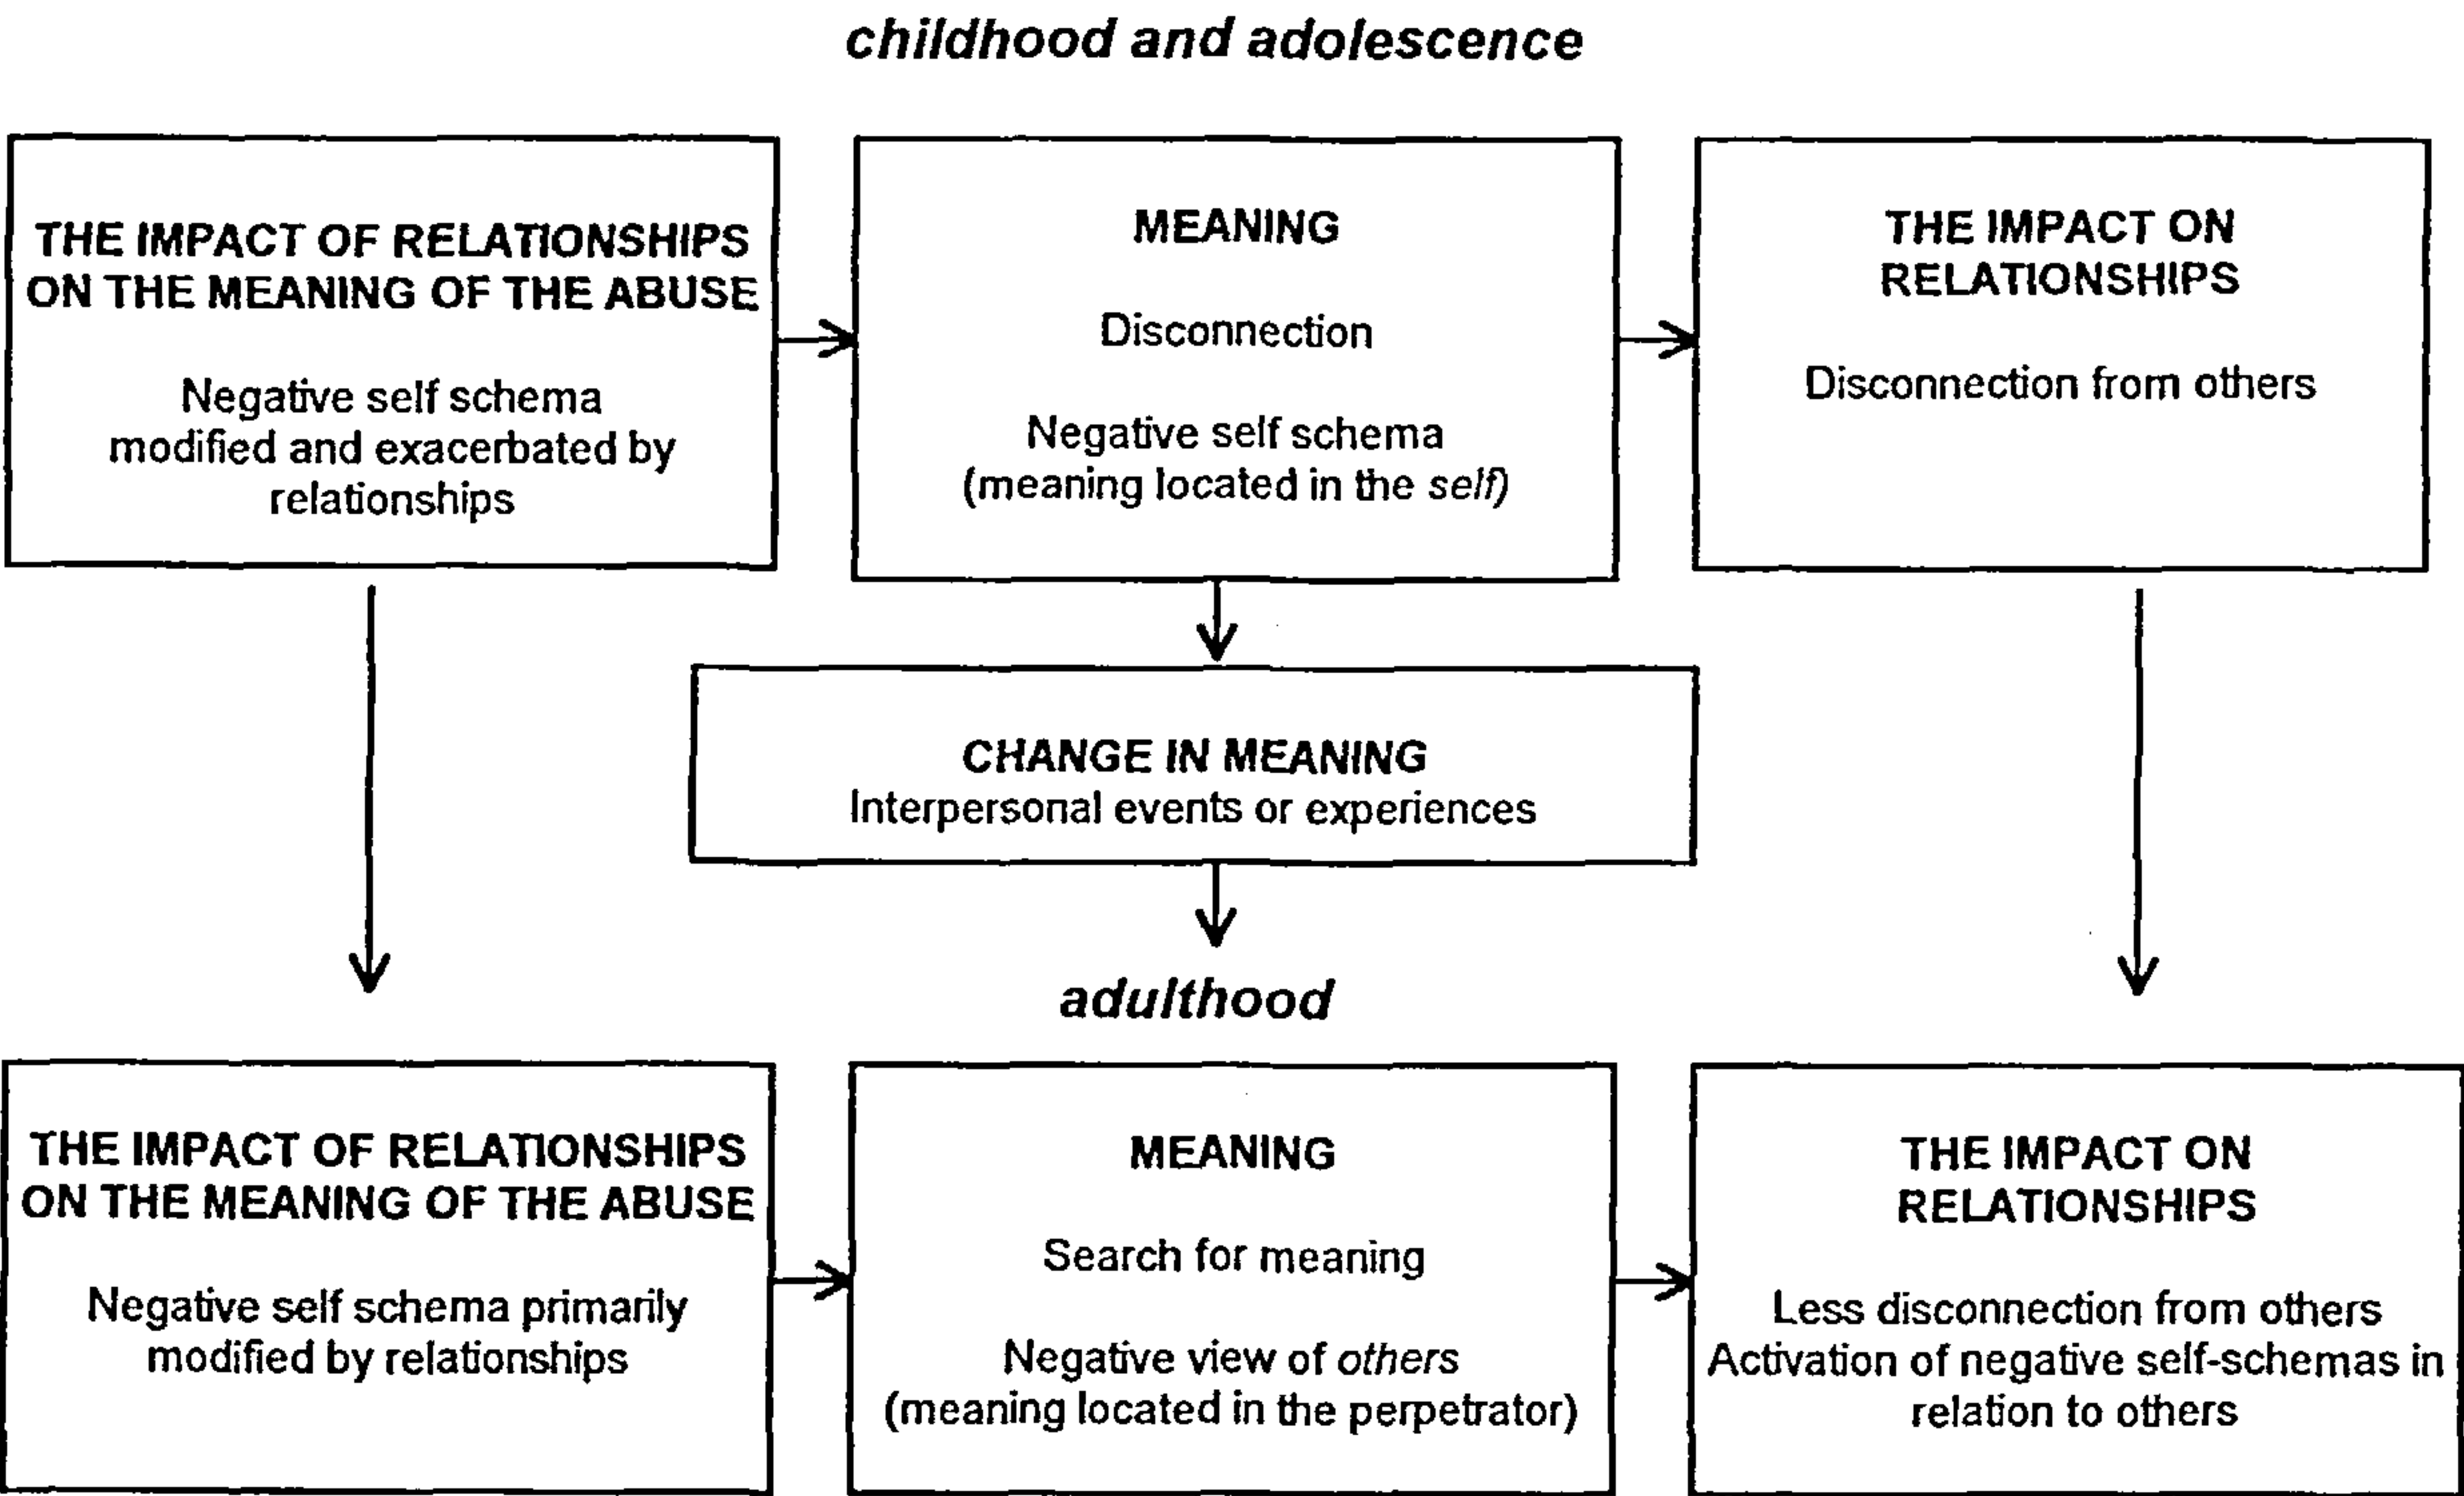 childhood and adolescence
THE IMPACT OF RELATIONSHIPS
ON THE MEANING OF THE ABUSE
Negative self schema
modified and exacerbated by
relationships
MEANING
Disconnection
Negative self schema
(meaning located in the self)
THE IMPACT ON
RELATIONSHIPS
Disconnection from others
CHANGE IN MEANING
Interpersonal events or experiences
adulthood
THE IMPACT OF RELATIONSHIPS
ON THE MEANING OF THE ABUSE
Negative self schema primarily
modified by relationships
MEANING
Search for meaning
Negative view of others
(meaning located in the perpetrator)
THE IMPACT ON
RELATIONSHIPS
Less disconnection from others
Activation of negative self-schemas in
relation to others